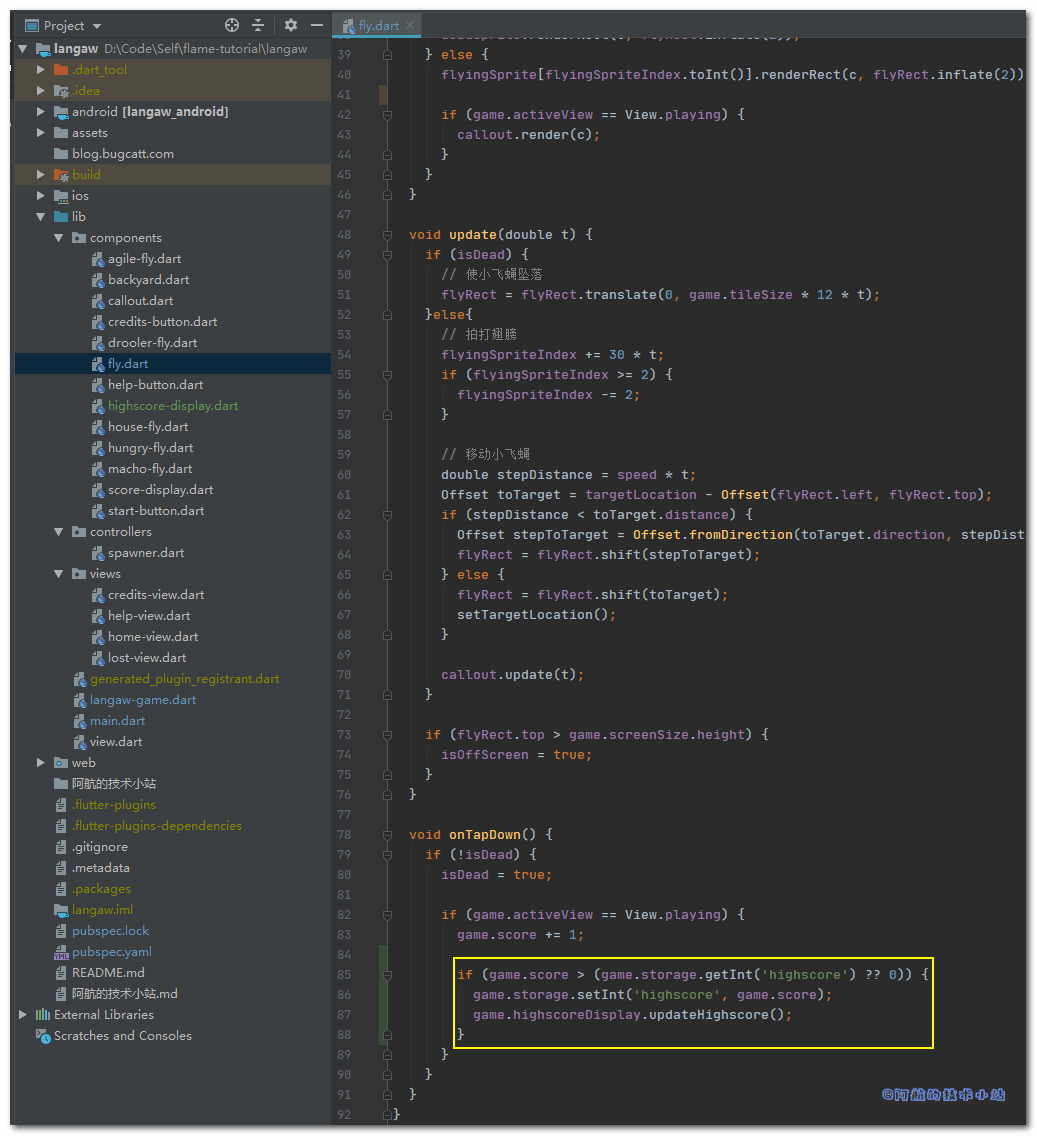 Project
langaw D:\Code\Self\flame-tutorial\langaw
.dart_tool
.idea
android [langaw_android]
assets
blog.bugcatt.com
build
ios
lib
components
agile-fly.dart
backyard.dart
callout.dart
credits-button.dart
drooler-fly.dart
fly.dart
help-button.dart
highscore-display.dart
house-fly.dart
hungry-fly.dart
macho-fly.dart
score-display.dart
start-button.dart
controllers
spawner.dart
views
credits-view.dart
help-view.dart
home-view.dart
lost-view.dart
generated_plugin_registrant.dart
langaw-game.dart
main.dart
view.dart
web
阿航的技术小站
.flutter-plugins
.flutter-plugins-dependencies
.gitignore
.metadata
.packages
langaw.iml
pubspec.lock
pubspec.yaml
README.md
阿航的技术小站.md
External Libraries
Scratches and Consoles
fly.dart
39 } else {
40 flyingSprite[flyingSpriteIndex.toInt()].renderRect(c, flyRect.inflate(2))
41
42 if (game.activeView == View.playing) {
43 callout.render(c);
44 }
45 }
46 }
47
48 void update(double t) {
49 if (isDead) {
50 // 使小飞蝇坠落
51 flyRect = flyRect.translate(0, game.tileSize * 12 * t);
52 }else{
53 // 拍打翅膀
54 flyingSpriteIndex += 30 * t;
55 if (flyingSpriteIndex >= 2) {
56 flyingSpriteIndex -= 2;
57 }
58
59 // 移动小飞蝇
60 double stepDistance = speed * t;
61 Offset toTarget = targetLocation - Offset(flyRect.left, flyRect.top);
62 if (stepDistance < toTarget.distance) {
63 Offset stepToTarget = Offset.fromDirection(toTarget.direction, stepDist
64 flyRect = flyRect.shift(stepToTarget);
65 } else {
66 flyRect = flyRect.shift(toTarget);
67 setTargetLocation();
68 }
69
70 callout.update(t);
71 }
72
73 if (flyRect.top > game.screenSize.height) {
74 isOffScreen = true;
75 }
76 }
77
78 void onTapDown() {
79 if (!isDead) {
80 isDead = true;
81
82 if (game.activeView == View.playing) {
83 game.score += 1;
84
85 if (game.score > (game.storage.getInt('highscore') ?? 0)) {
86 game.storage.setInt('highscore', game.score);
87 game.highscoreDisplay.updateHighscore();
88 }
89 }
90 }
91 }
92 }
@阿航的技术小站